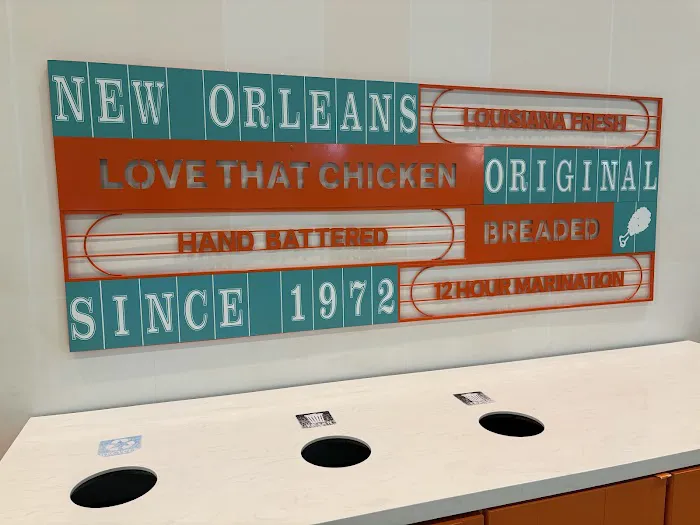 NEW ORLEANS
LOUISIANA FRESH
LOVE THAT CHICKEN
ORIGINAL
HAND BATTERED
BREADED
SINCE 1972
12 HOUR MARINATION